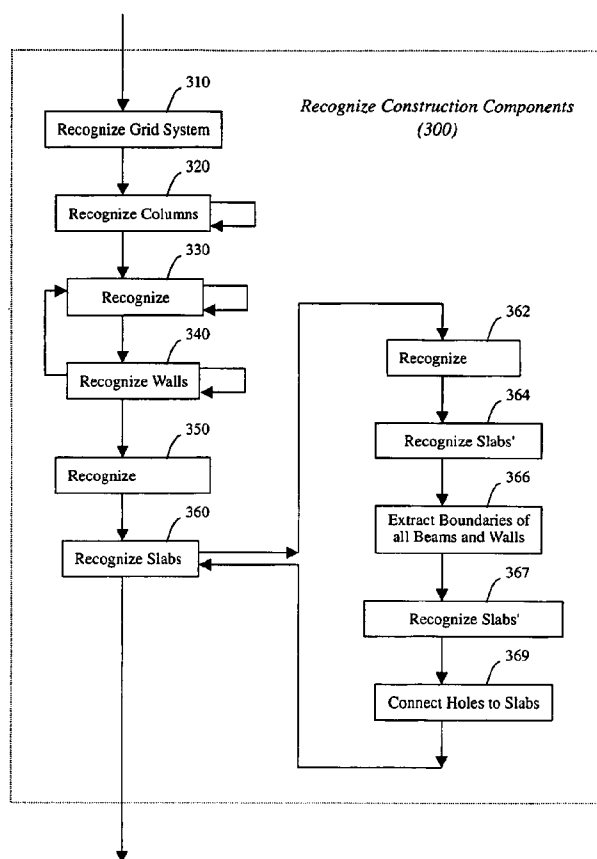 310
Recognize Construction Components
(300)
Recognize Grid System
320
Recognize Columns
330
Recognize
340
Recognize Walls
350
Recognize
360
Recognize Slabs
362
Recognize
364
Recognize Slabs'
366
Extract Boundaries of
all Beams and Walls
367
Recognize Slabs'
369
Connect Holes to Slabs